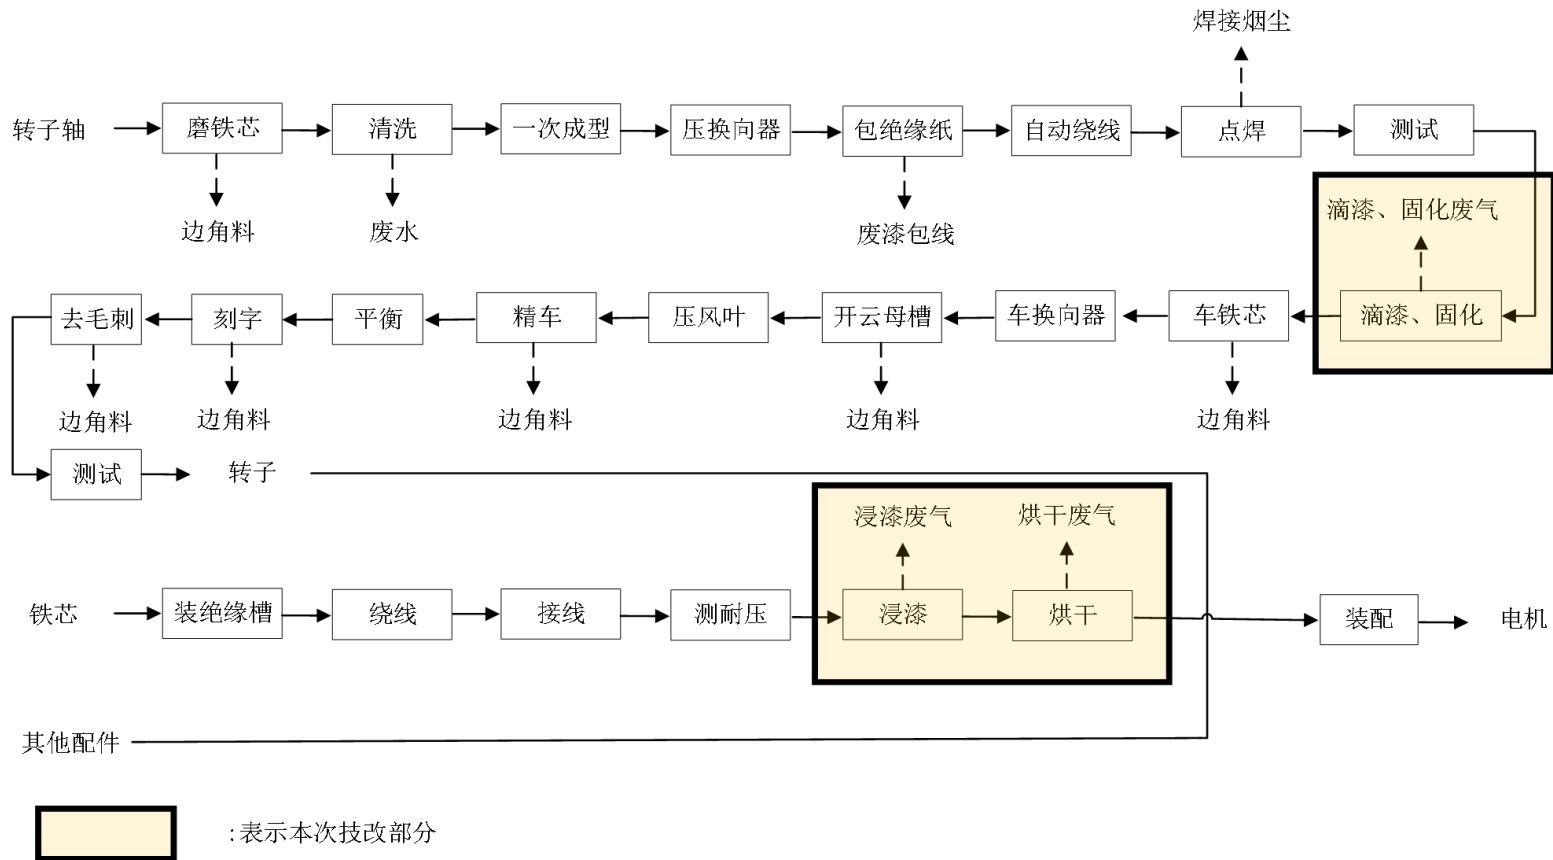 焊接烟尘
转子轴 磨铁芯 清洗 一次成型 压换向器 包绝缘纸 自动绕线 点焊 测试
边角料 废水 废漆包线 滴漆、固化废气
去毛刺 刻字 平衡 精车 压风叶 开云母槽 车换向器 车铁芯 滴漆、固化
边角料 边角料 边角料 边角料 边角料
测试 转子
浸漆废气 烘干废气
铁芯 装绝缘槽 绕线 接线 测耐压 浸漆 烘干 装配 电机
其他配件
:表示本次技改部分